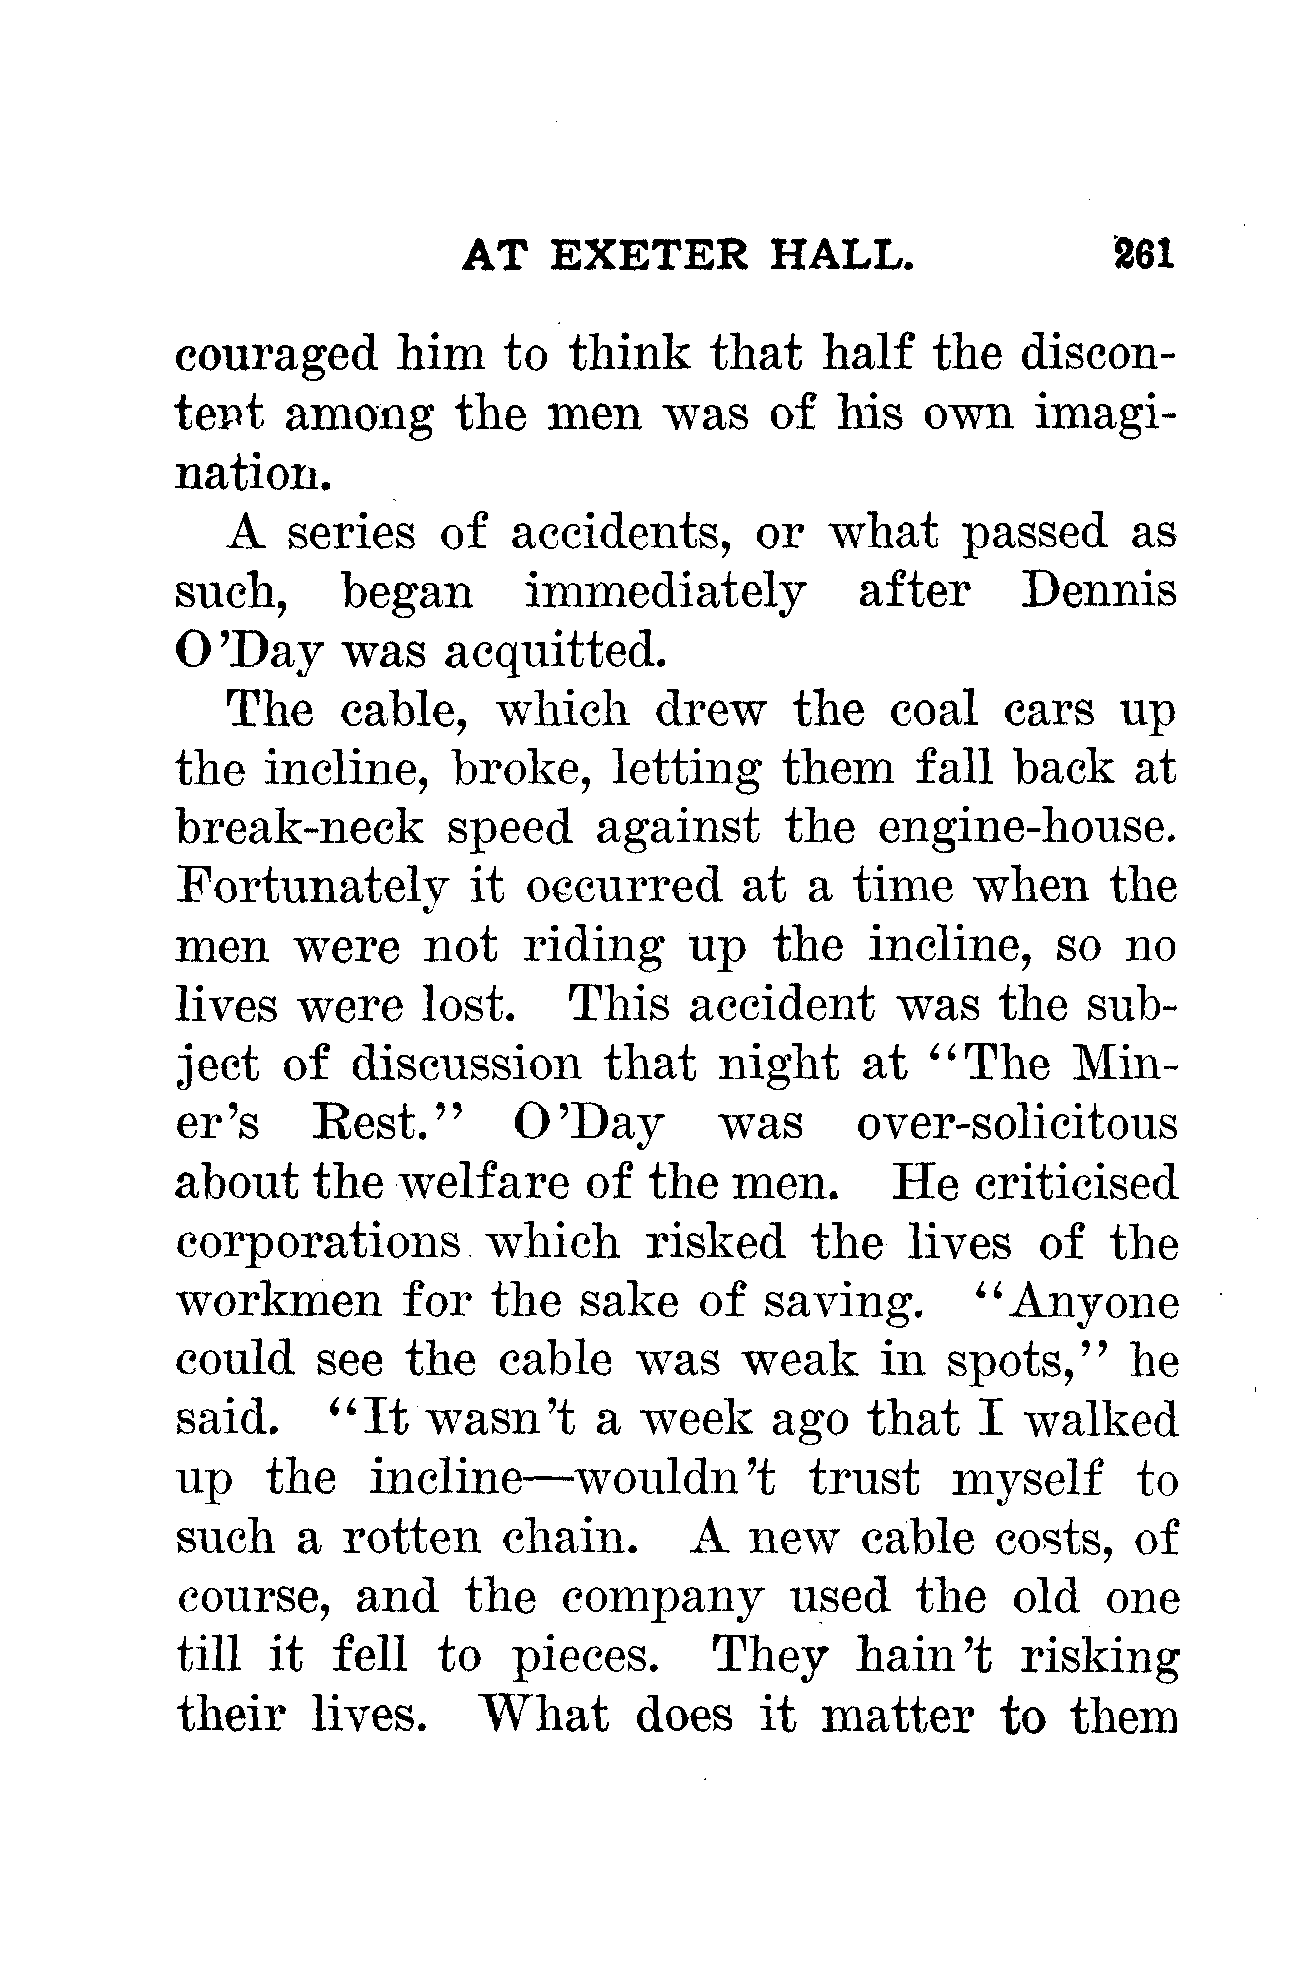 AT EXETER HALL. 261
couraged him to think that half the discon-
tent among the men was of his own imagi-
nation.
A series of accidents, or what passed as
such, began immediately after Dennis
O'Day was acquitted.
The cable, which drew the coal cars up
the incline, broke, letting them fall back at
break-neck speed against the engine-house.
Fortunately it occurred at a time when the
men were not riding up the incline, so no
lives were lost. This accident was the sub-
ject of discussion that night at "The Min-
er's Rest." O'Day was over-solicitous
about the welfare of the men. He criticised
corporations which risked the lives of the
workmen for the sake of saving. "Anyone
could see the cable was weak in spots," he
said. "It wasn't a week ago that I walked
up the incline—wouldn't trust myself to
such a rotten chain. A new cable costs, of
course, and the company used the old one
till it fell to pieces. They hain't risking
their lives. What does it matter to them